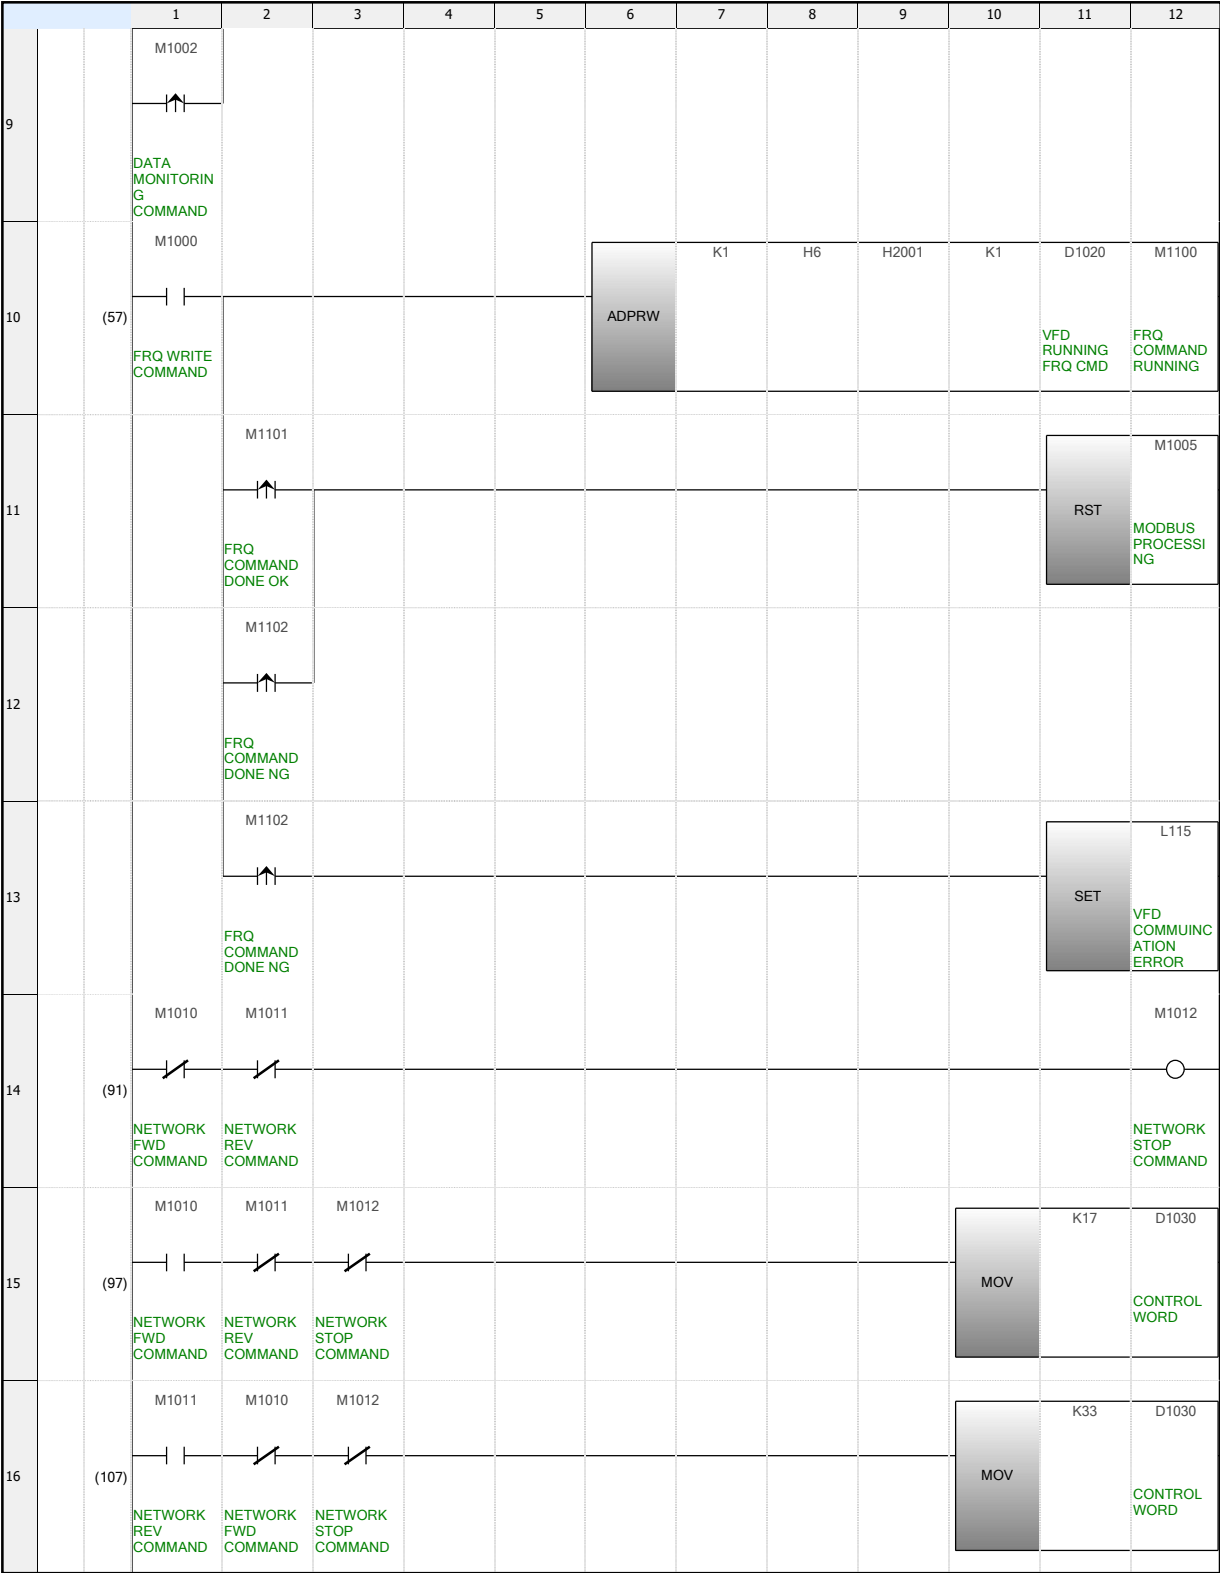 1 2 3 4 5 6 7 8 9 10 11 12
M1002
9
DATA
MONITORIN
G
COMMAND
M1000
K1 H6 H2001 K1 D1020 M1100
10 (57) ADPRW
FRQ WRITE
COMMAND
VFD
RUNNING
FRQ CMD
FRQ
COMMAND
RUNNING
M1101
M1005
11 RST
FRQ
COMMAND
DONE OK
MODBUS
PROCESSI
NG
M1102
12
FRQ
COMMAND
DONE NG
M1102
L115
13 SET
FRQ
COMMAND
DONE NG
VFD
COMMUINC
ATION
ERROR
M1010 M1011 M1012
14 (91)
NETWORK
FWD
COMMAND
NETWORK
REV
COMMAND
NETWORK
STOP
COMMAND
M1010 M1011 M1012
K17 D1030
15 (97) MOV
NETWORK
FWD
COMMAND
NETWORK
REV
COMMAND
NETWORK
STOP
COMMAND
CONTROL
WORD
M1011 M1010 M1012
K33 D1030
16 (107) MOV
NETWORK
REV
COMMAND
NETWORK
FWD
COMMAND
NETWORK
STOP
COMMAND
CONTROL
WORD